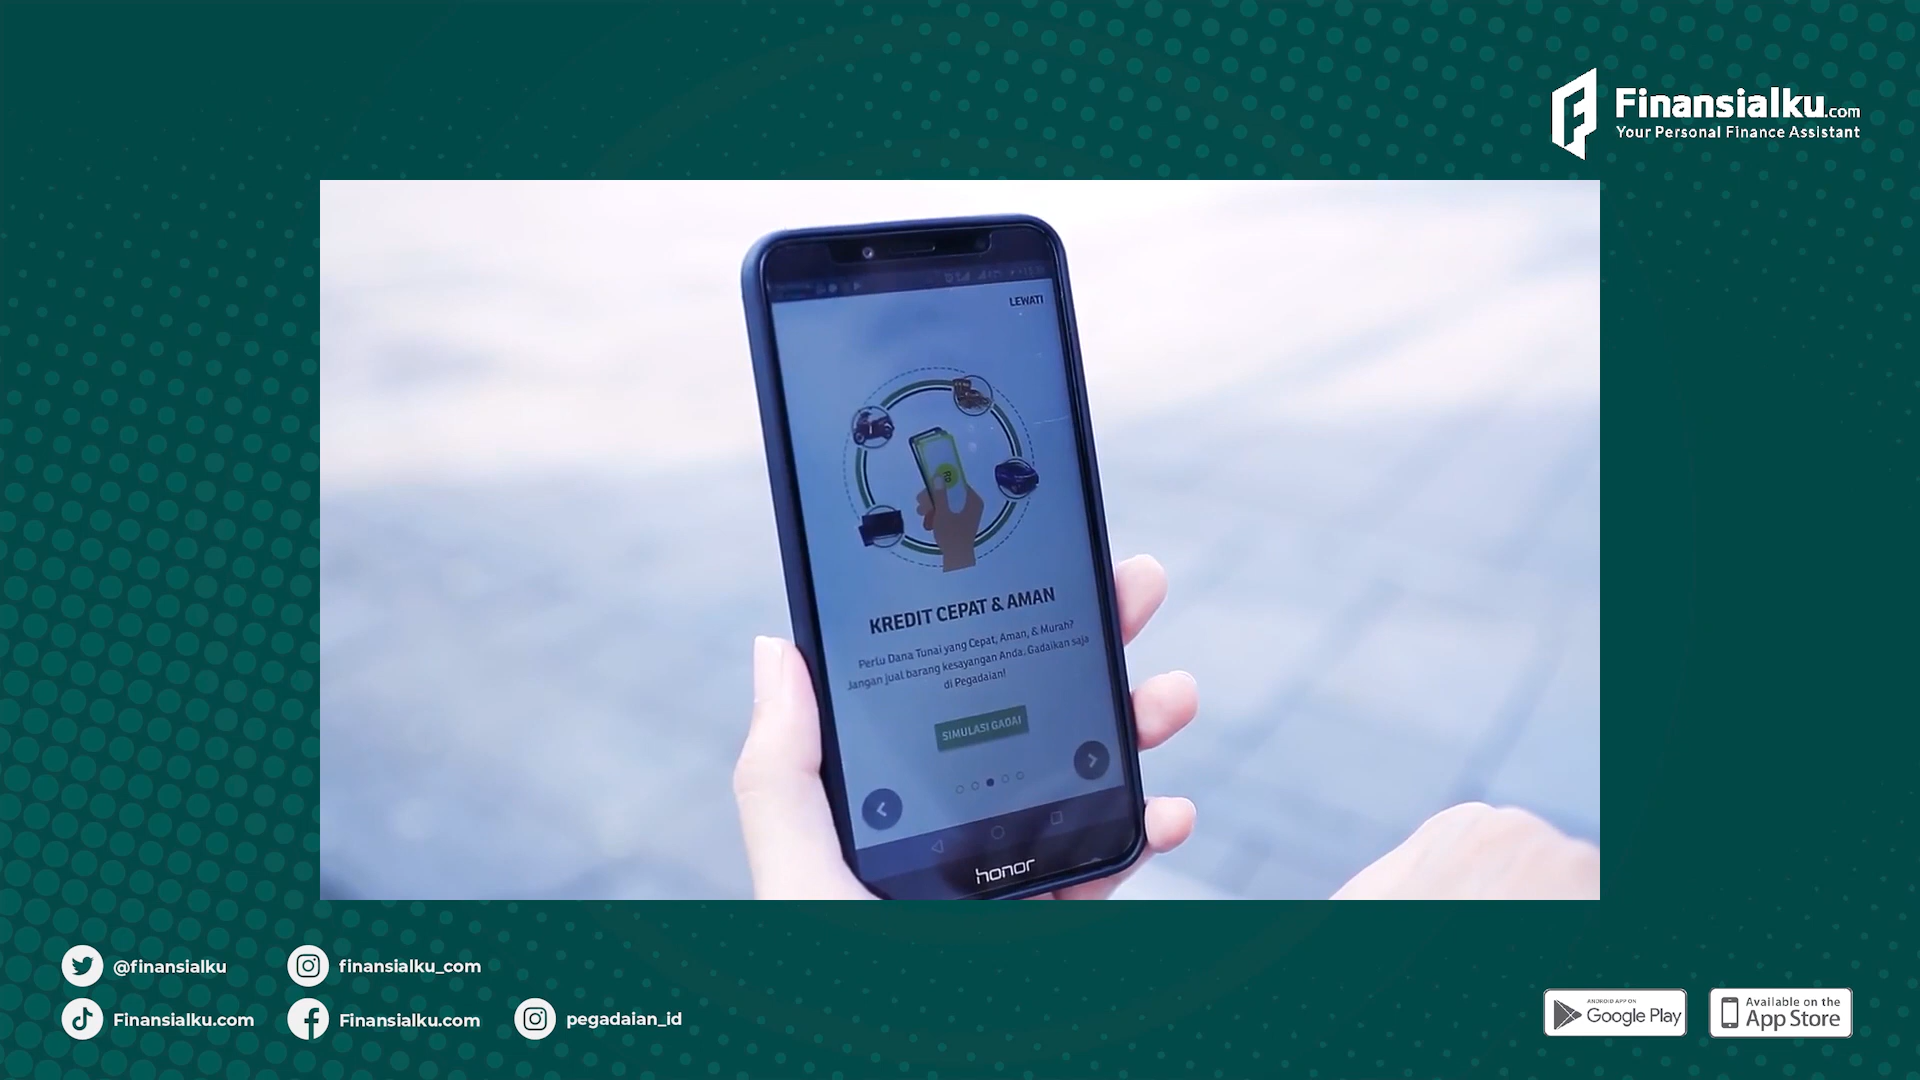 Finansialku.com
Your Personal Finance Assistant
LEWATI
Rp
KREDIT CEPAT & AMAN
Perlu Dana Tunai yang Cepat, Aman, & Murah?
Jangan jual barang kesayangan Anda. Gadaikan saja
di Pegadaian!
SIMULASI GADAI
honor
@finansialku
finansialku_com
Finansialku.com
Finansialku.com
pegadaian_id
ANDROID APP ON
Google Play
Available on the
App Store